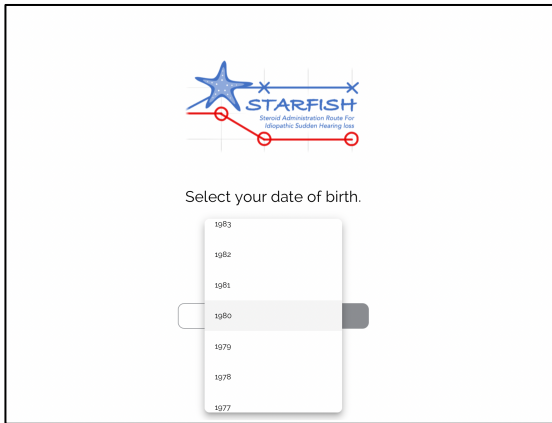 STARFISH
Steroid Administration Route For
Idiopathic Sudden Hearing loss
Select your date of birth.
1983
1982
1981
1980
1979
1978
1977